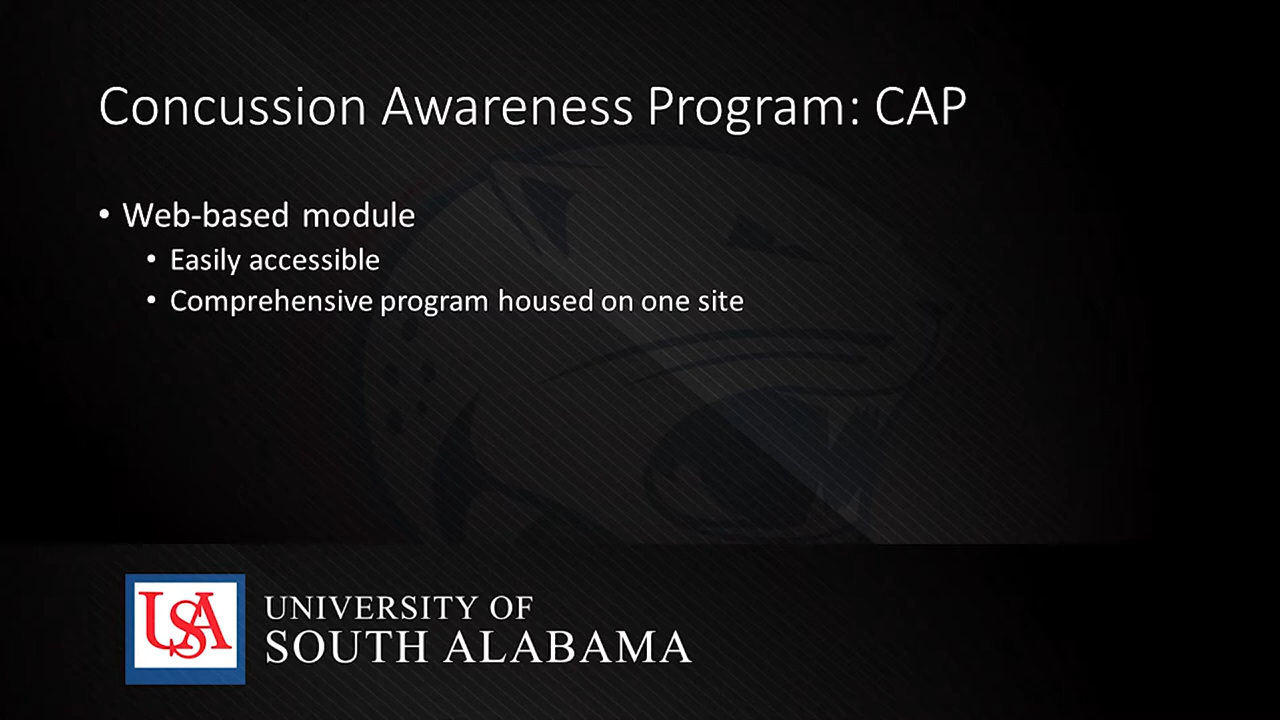 Concussion Awareness Program: CAP
• Web-based module
• Easily accessible
• Comprehensive program housed on one site
USA
UNIVERSITY OF
SOUTH ALABAMA